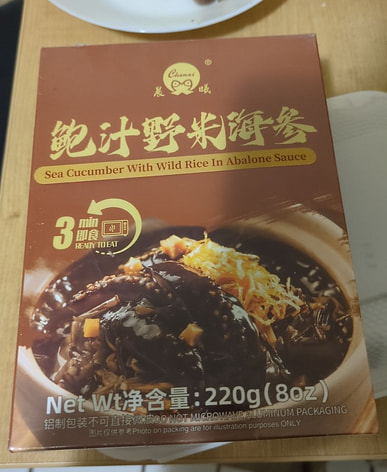 Chenxi
®
晨曦
鲍汁野米海参
Sea Cucumber With Wild Rice In Abalone Sauce
3 min
即食
READY TO EAT
Net Wt净含量:220g(8oz)
铝制包装不可直接微波DO NOT MICROWAVE ALUMINUM PACKAGING
图片仅供参考Photo on packing are for illustration purposes ONLY